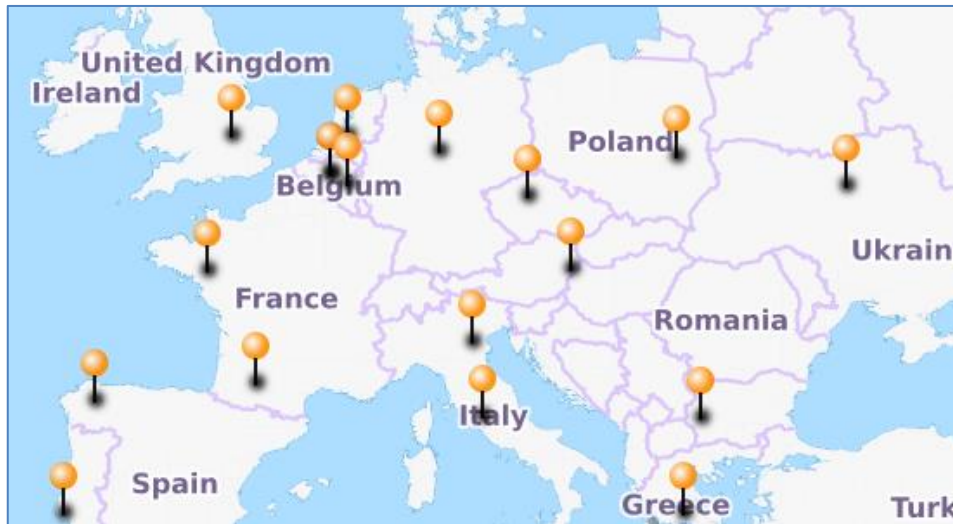 United Kingdom
Ireland
Poland
Belgium
Ukrain
France
Romania
Italy
Spain
Greece
Turk